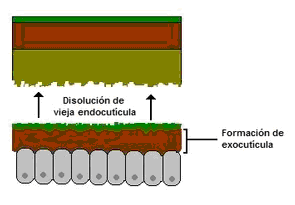 Disolución de
vieja endocutícula
Formación de
exocutícula